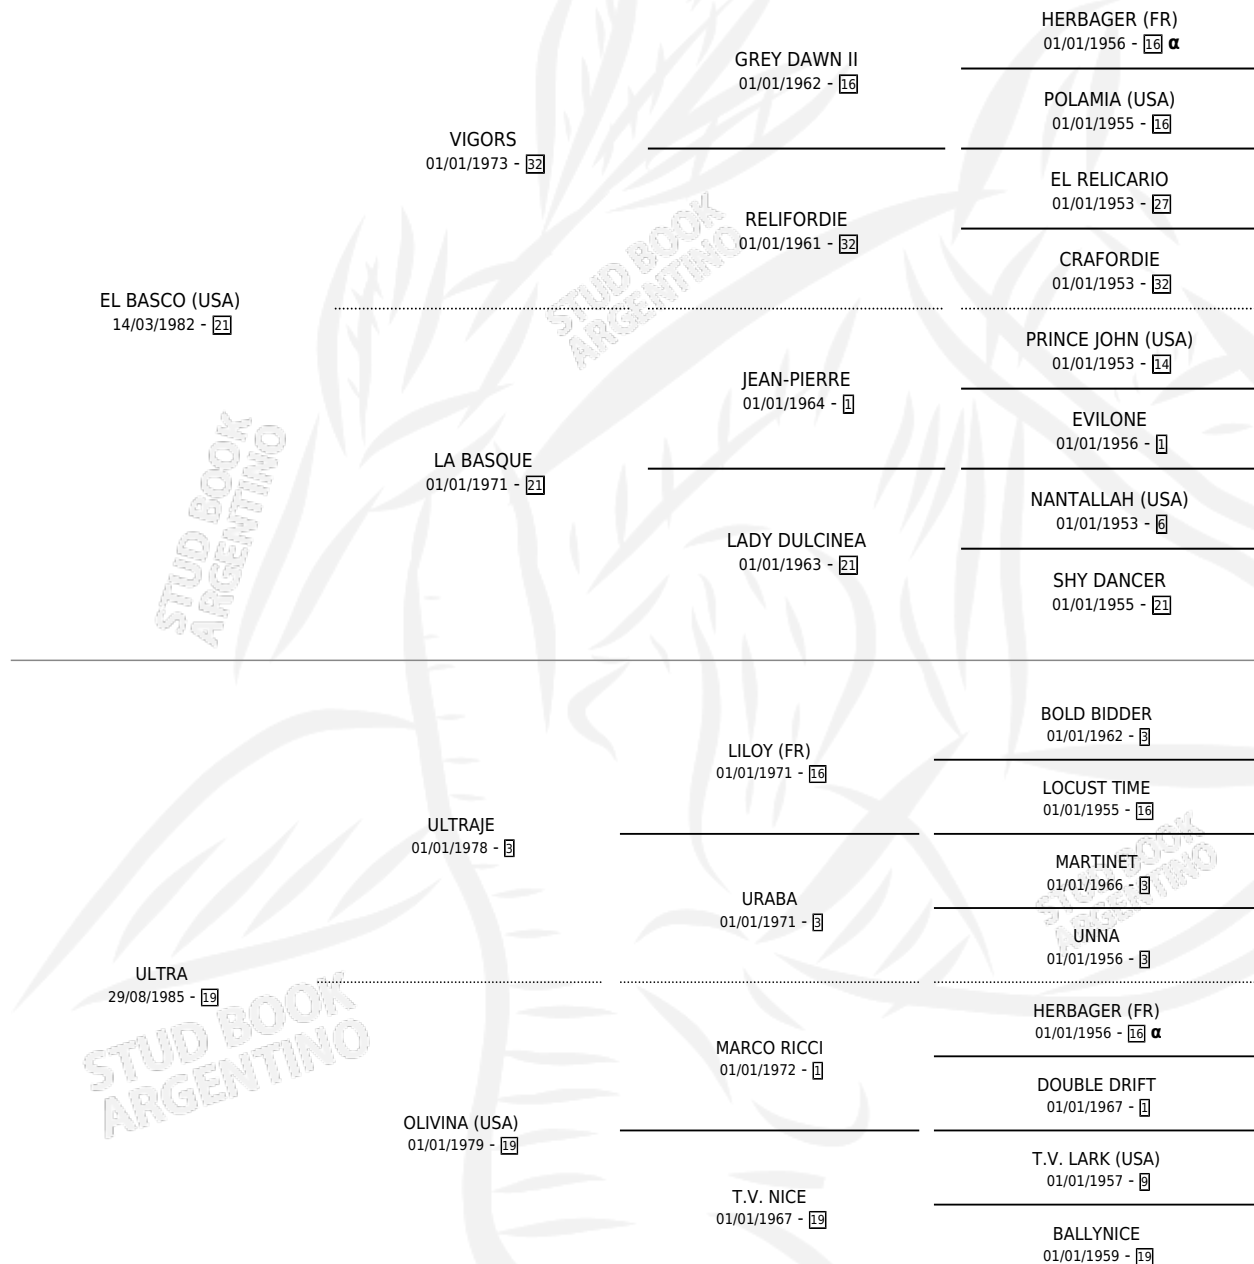 HERBAGER (FR)
01/01/1956 - 16 α
GREY DAWN II
01/01/1962 - 16
POLAMIA (USA)
01/01/1955 - 16
VIGORS
01/01/1973 - 32
EL RELICARIO
01/01/1953 - 27
RELIFORDIE
01/01/1961 - 32
CRAFORDIE
01/01/1953 - 32
EL BASCO (USA)
14/03/1982 - 21
STUD BOOK
ARGENTINO
PRINCE JOHN (USA)
01/01/1953 - 14
JEAN-PIERRE
01/01/1964 - 1
EVILONE
01/01/1956 - 1
LA BASQUE
01/01/1971 - 21
NANTALLAH (USA)
01/01/1953 - 6
LADY DULCINEA
01/01/1963 - 21
SHY DANCER
01/01/1955 - 21
STUD BOOK
ARGENTINO
BOLD BIDDER
01/01/1962 - 3
LILOY (FR)
01/01/1971 - 16
LOCUST TIME
01/01/1955 - 16
ULTRAJE
01/01/1978 - 3
MARTINET
01/01/1966 - 3
STUD BOOK
ARGENTINO
URABA
01/01/1971 - 3
UNNA
01/01/1956 - 3
ULTRA
29/08/1985 - 19
STUD BOOK
ARGENTINO
HERBAGER (FR)
01/01/1956 - 16 α
MARCO RICCI
01/01/1972 - 1
DOUBLE DRIFT
01/01/1967 - 1
OLIVINA (USA)
01/01/1979 - 19
T.V. LARK (USA)
01/01/1957 - 9
T.V. NICE
01/01/1967 - 19
BALLYNICE
01/01/1959 - 19